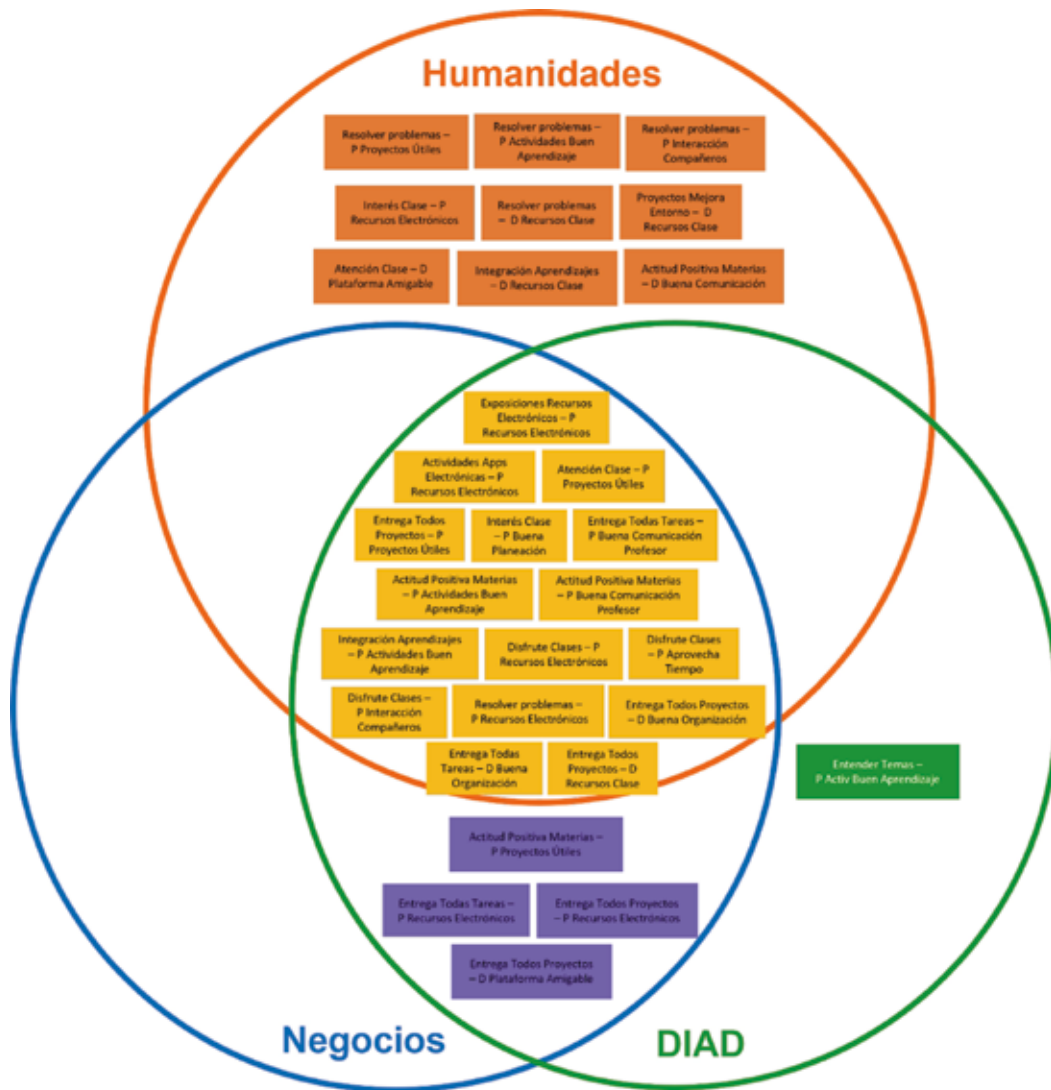 Humanidades
Resolver problemas –
P Proyectos Útiles
Resolver problemas –
P Actividades Buen
Aprendizaje
Resolver problemas –
P Interacción
Compañeros
Interés Clase – P
Recursos Electrónicos
Resolver problemas
– D Recursos Clase
Proyectos Mejora
Entorno – D
Recursos Clase
Atención Clase – D
Plataforma Amigable
Integración Aprendizajes
– D Recursos Clase
Actitud Positiva Materias
– D Buena Comunicación
Exposiciones Recursos
Electrónicos – P
Recursos Electrónicos
Actividades Apps
Electrónicas – P
Recursos Electrónicos
Atención Clase – P
Proyectos Útiles
Entrega Todos
Proyectos – P
Proyectos Útiles
Interés Clase
– P Buena
Planeación
Entrega Todas Tareas –
P Buena Comunicación
Profesor
Actitud Positiva Materias
– P Actividades Buen
Aprendizaje
Actitud Positiva Materias
– P Buena Comunicación
Profesor
Integración Aprendizajes
– P Actividades Buen
Aprendizaje
Disfrute Clases – P
Recursos Electrónicos
Disfrute Clases
– P Aprovecha
Tiempo
Disfrute Clases –
P Interacción
Compañeros
Resolver problemas –
P Recursos Electrónicos
Entrega Todos Proyectos
– D Buena Organización
Entrega Todas
Tareas – D Buena
Organización
Entrega Todos
Proyectos – D
Recursos Clase
Entender Temas –
P Activ Buen Aprendizaje
Actitud Positiva Materias –
P Proyectos Útiles
Entrega Todas Tareas –
P Recursos Electrónicos
Entrega Todos Proyectos
– P Recursos Electrónicos
Entrega Todos Proyectos
– D Plataforma Amigable
Negocios
DIAD